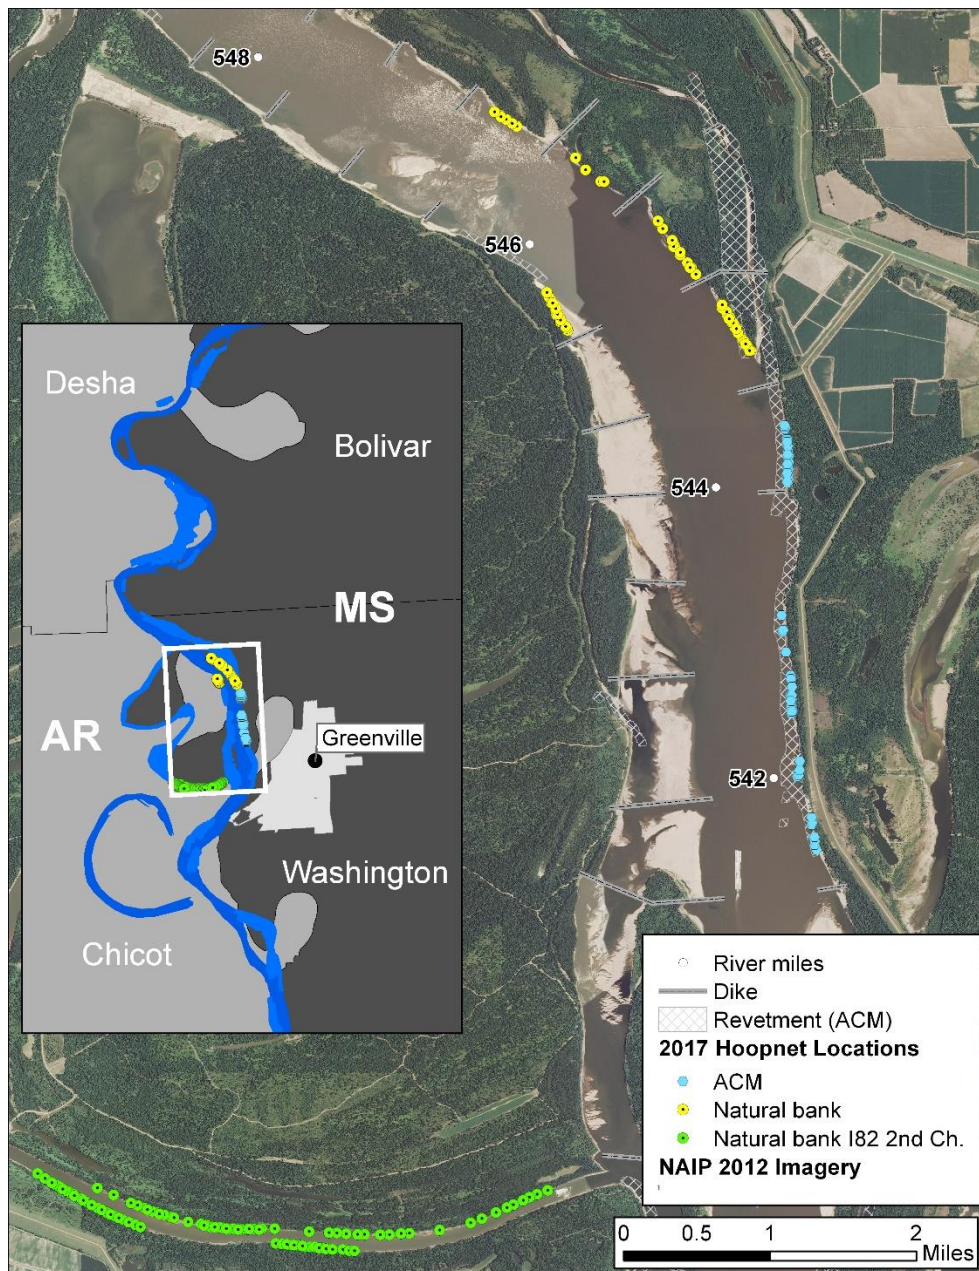 548
546
544
542
Desha
Bolivar
MS
AR
Greenville
Washington
Chicot
River miles
Dike
Revetment (ACM)
2017 Hoopnet Locations
ACM
Natural bank
Natural bank I82 2nd Ch.
NAIP 2012 Imagery
0 0.5 1 2
Miles